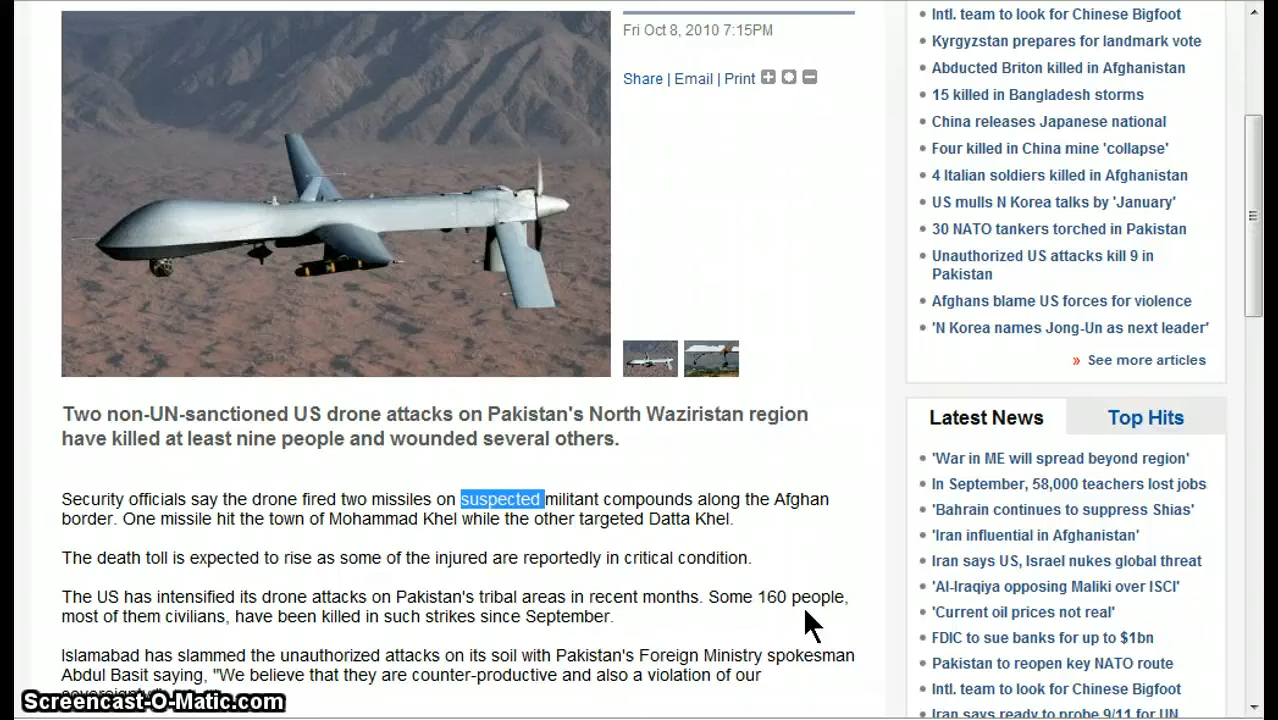 Fri Oct 8, 2010 7:15PM
Share | Email | Print
Two non-UN-sanctioned US drone attacks on Pakistan's North Waziristan region
have killed at least nine people and wounded several others.
Security officials say the drone fired two missiles on suspected militant compounds along the Afghan
border. One missile hit the town of Mohammad Khel while the other targeted Datta Khel.
The death toll is expected to rise as some of the injured are reportedly in critical condition.
The US has intensified its drone attacks on Pakistan's tribal areas in recent months. Some 160 people,
most of them civilians, have been killed in such strikes since September.
Islamabad has slammed the unauthorized attacks on its soil with Pakistan's Foreign Ministry spokesman
Abdul Basit saying, "We believe that they are counter-productive and also a violation of our
Screencast-O-Matic.com
Intl. team to look for Chinese Bigfoot
Kyrgyzstan prepares for landmark vote
Abducted Briton killed in Afghanistan
15 killed in Bangladesh storms
China releases Japanese national
Four killed in China mine 'collapse'
4 Italian soldiers killed in Afghanistan
US mulls N Korea talks by 'January'
30 NATO tankers torched in Pakistan
Unauthorized US attacks kill 9 in
Pakistan
Afghans blame US forces for violence
'N Korea names Jong-Un as next leader'
» See more articles
Latest News Top Hits
'War in ME will spread beyond region'
In September, 58,000 teachers lost jobs
'Bahrain continues to suppress Shias'
'Iran influential in Afghanistan'
Iran says US, Israel nukes global threat
'Al-Iraqiya opposing Maliki over ISCI'
'Current oil prices not real'
FDIC to sue banks for up to $1bn
Pakistan to reopen key NATO route
Intl. team to look for Chinese Bigfoot
Iran says ready to probe 9/11 for UN